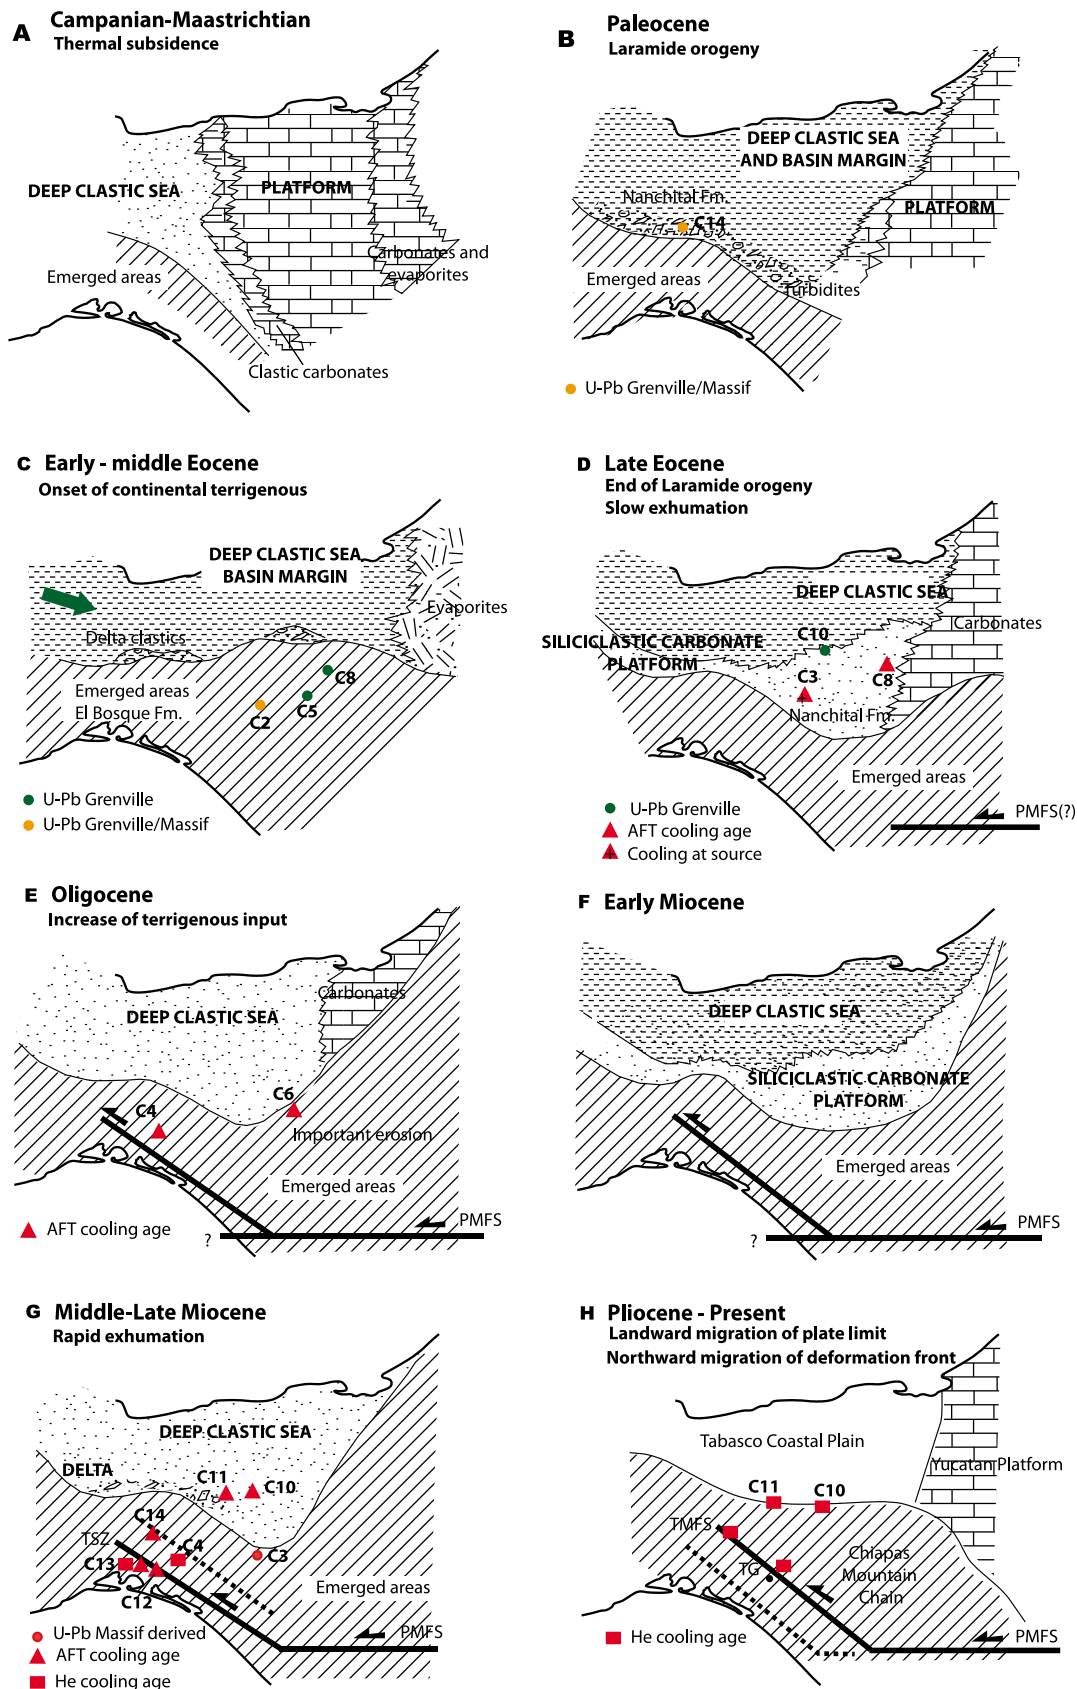 A Campanian-Maastrichtian
Thermal subsidence
DEEP CLASTIC SEA
PLATFORM
Carbonates and
evaporites
Emerged areas
Clastic carbonates
B Paleocene
Laramide orogeny
DEEP CLASTIC SEA
AND BASIN MARGIN
Nanchital Fm.
C14
PLATFORM
Emerged areas
Turbidites
U-Pb Grenville/Massif
C Early - middle Eocene
Onset of continental terrigenous
DEEP CLASTIC SEA
BASIN MARGIN
Evaporites
Delta clastics
Emerged areas
El Bosque Fm.
C8
C5
C2
U-Pb Grenville
U-Pb Grenville/Massif
D Late Eocene
End of Laramide orogeny
Slow exhumation
DEEP CLASTIC SEA
Carbonates
C10
SILICICLASTIC CARBONATE
PLATFORM
C3
C8
Nanchital Fm.
Emerged areas
U-Pb Grenville
PMFS(?)
AFT cooling age
Cooling at source
E Oligocene
Increase of terrigenous input
Carbonates
DEEP CLASTIC SEA
C6
C4
Important erosion
Emerged areas
AFT cooling age
PMFS
?
F Early Miocene
DEEP CLASTIC SEA
SILICICLASTIC CARBONATE
PLATFORM
Emerged areas
PMFS
?
G Middle-Late Miocene
Rapid exhumation
DEEP CLASTIC SEA
DELTA
C11
C10
C14
TSZ
C4
C13
C3
C12
Emerged areas
PMFS
U-Pb Massif derived
AFT cooling age
He cooling age
H Pliocene - Present
Landward migration of plate limit
Northward migration of deformation front
Tabasco Coastal Plain
Yucatan Platform
C11
C10
TMFS
TG
Chiapas
Mountain
Chain
PMFS
He cooling age